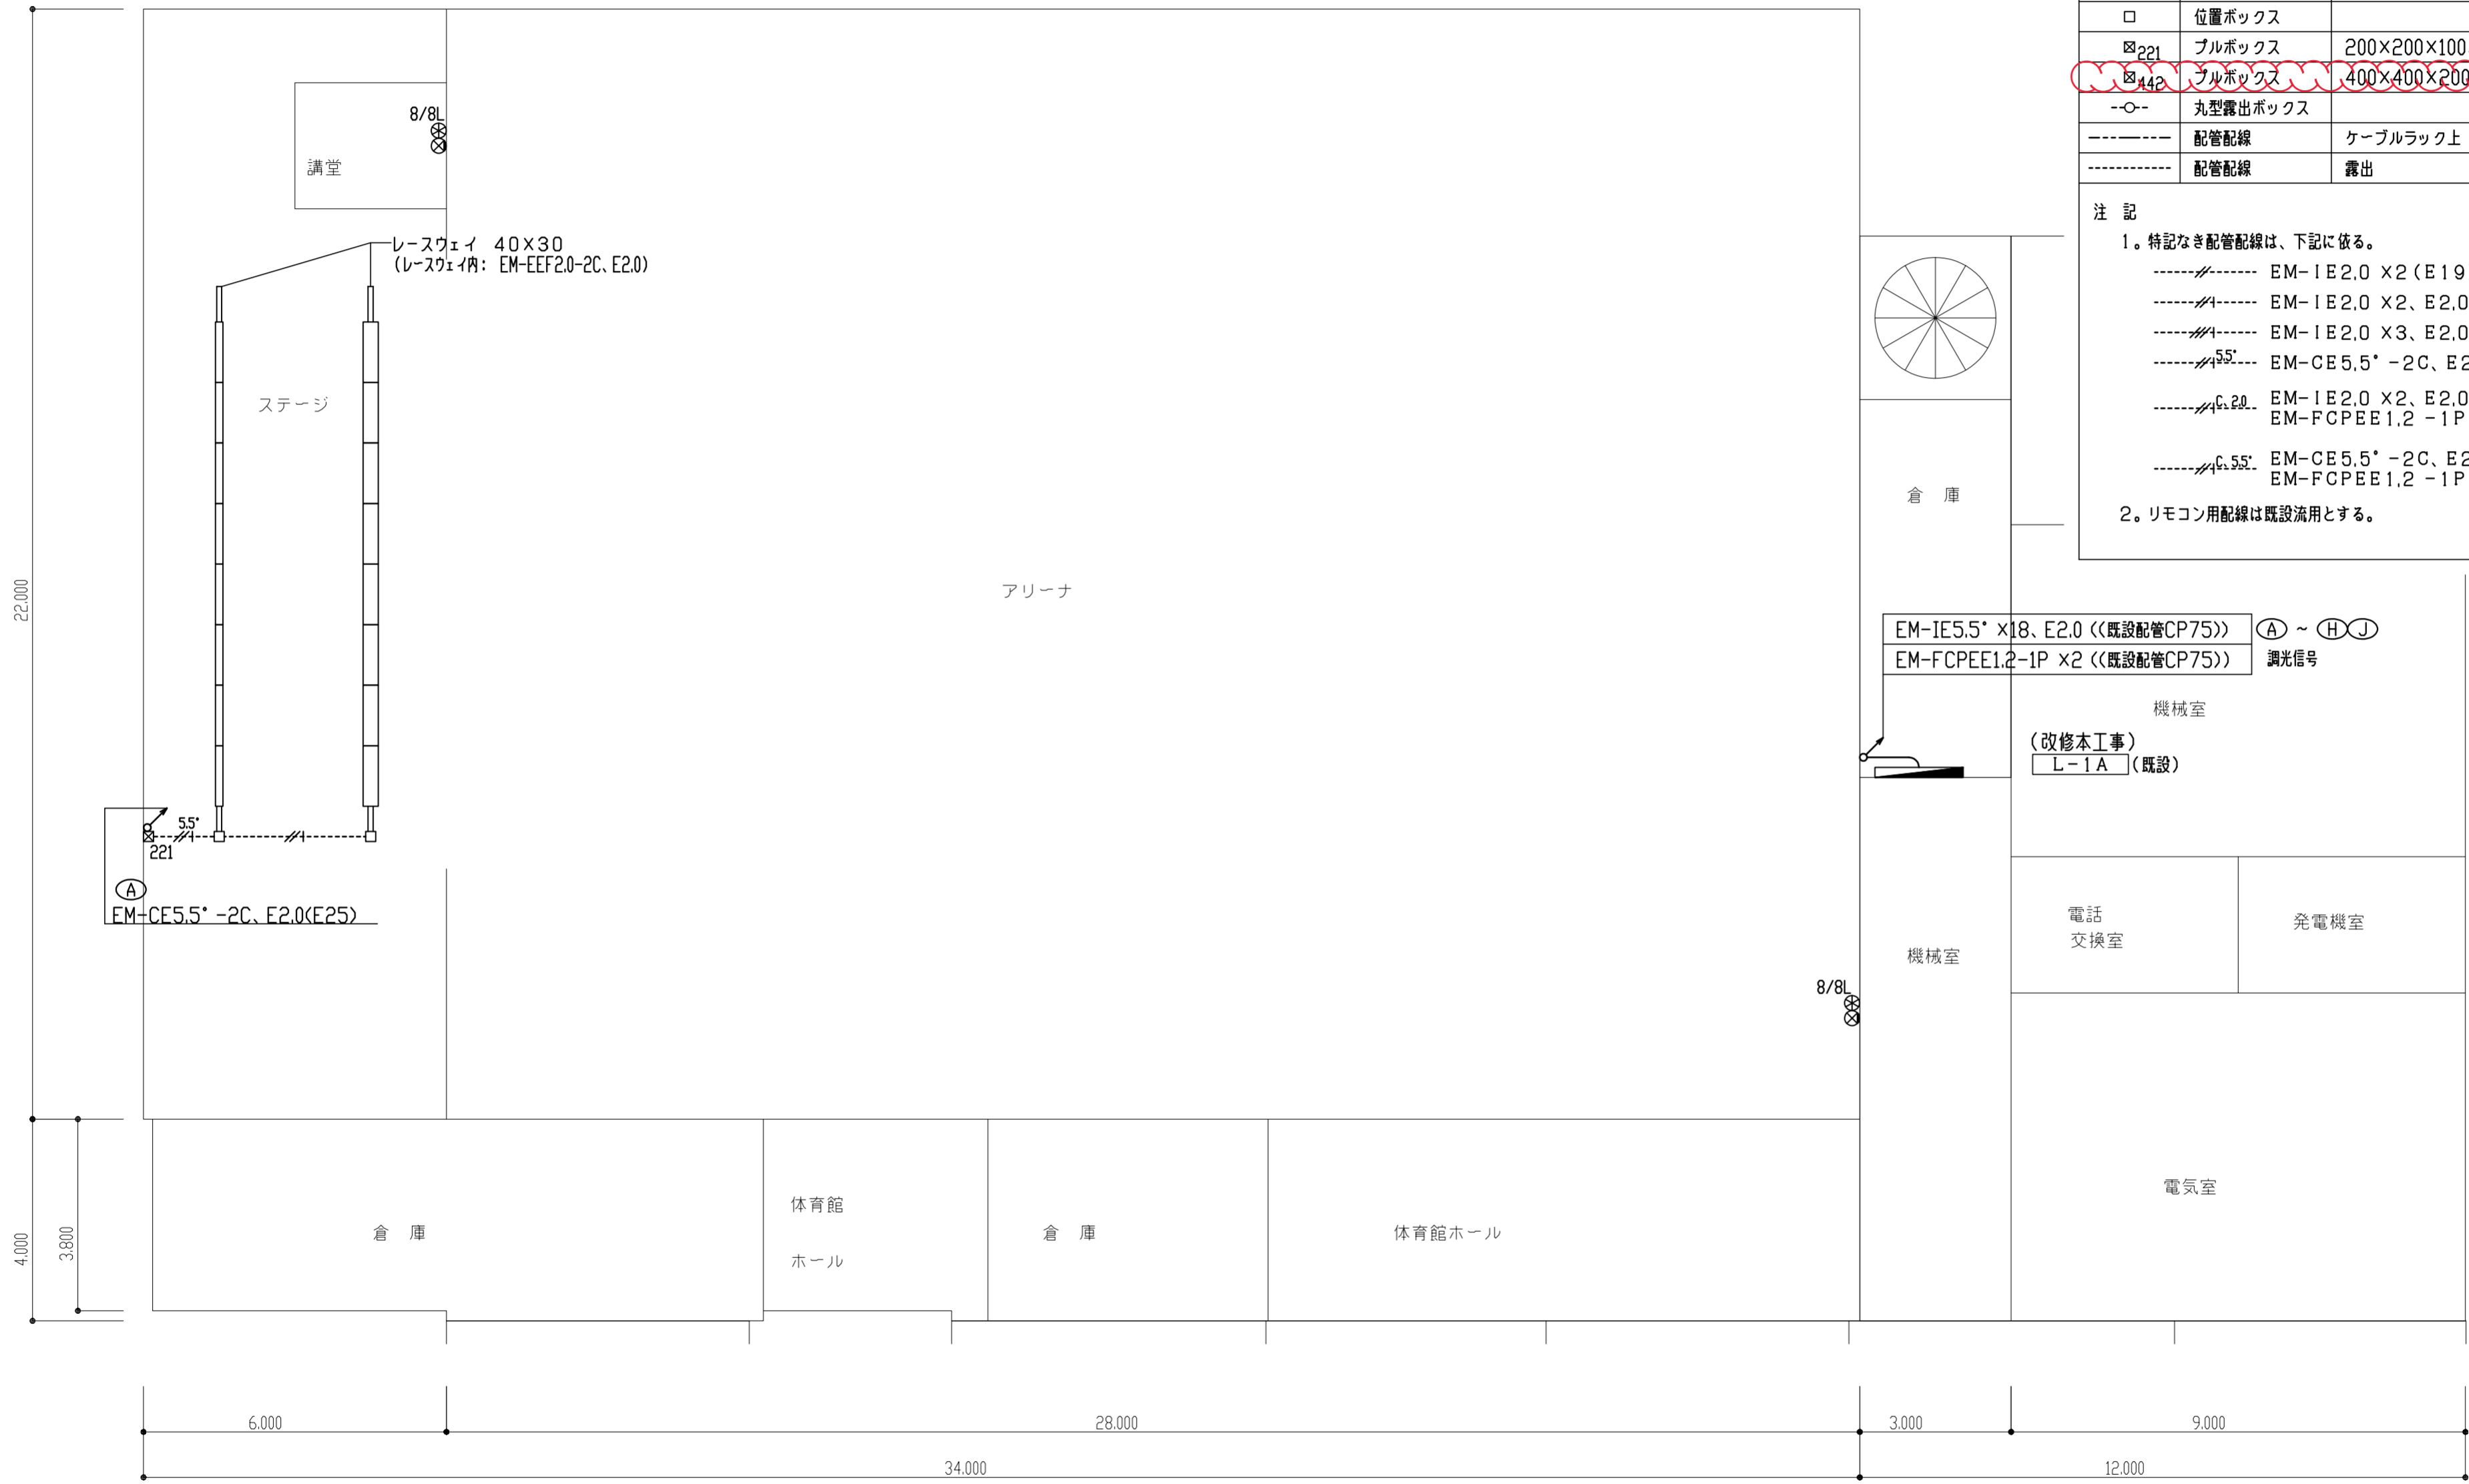 位置ボックス
221 プルボックス 200×200×100
442 プルボックス 400×400×200
丸型露出ボックス
配管配線 ケーブルラック上
配管配線 露出
注 記
1。特記なき配管配線は、下記に依る。
EM-IE2.0 ×2(E19
EM-IE2.0 ×2、E2.0
EM-IE2.0 ×3、E2.0
5.5° EM-CE5.5°-2C、E2
C、2.0 EM-IE2.0 ×2、E2.0
EM-FCPEE1.2 -1P
C、5.5° EM-CE5.5°-2C、E2
EM-FCPEE1.2 -1P
2。リモコン用配線は既設流用とする。
8/8L
講堂
レースウェイ 40×30
(レースウェイ内: EM-EEF2.0-2C、E2.0)
ステージ
アリーナ
倉 庫
22.000
EM-IE5.5° ×18、E2.0 ((既設配管CP75)) A ~ H J
EM-FCPEE1.2-1P ×2 ((既設配管CP75)) 調光信号
機械室
(改修本工事)
L-1A (既設)
5.5°
221
A
EM-CE5.5°-2C、E2.0(E25)
電話
交換室
発電機室
機械室
8/8L
電気室
体育館
ホール
倉 庫
倉 庫
体育館ホール
4.000
3.800
6.000
28.000
3.000
9.000
34.000
12.000